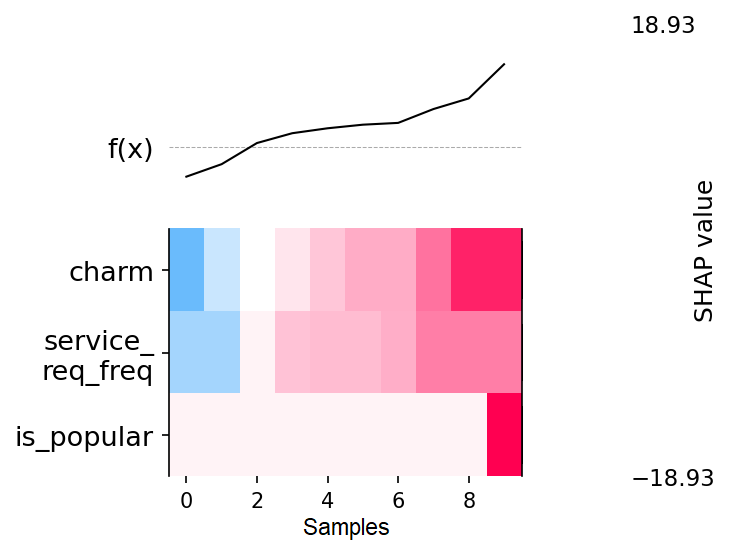 18.93
f(x)
charm
service_
req_freq
is_popular
SHAP value
−18.93
0 2 4 6 8
Samples